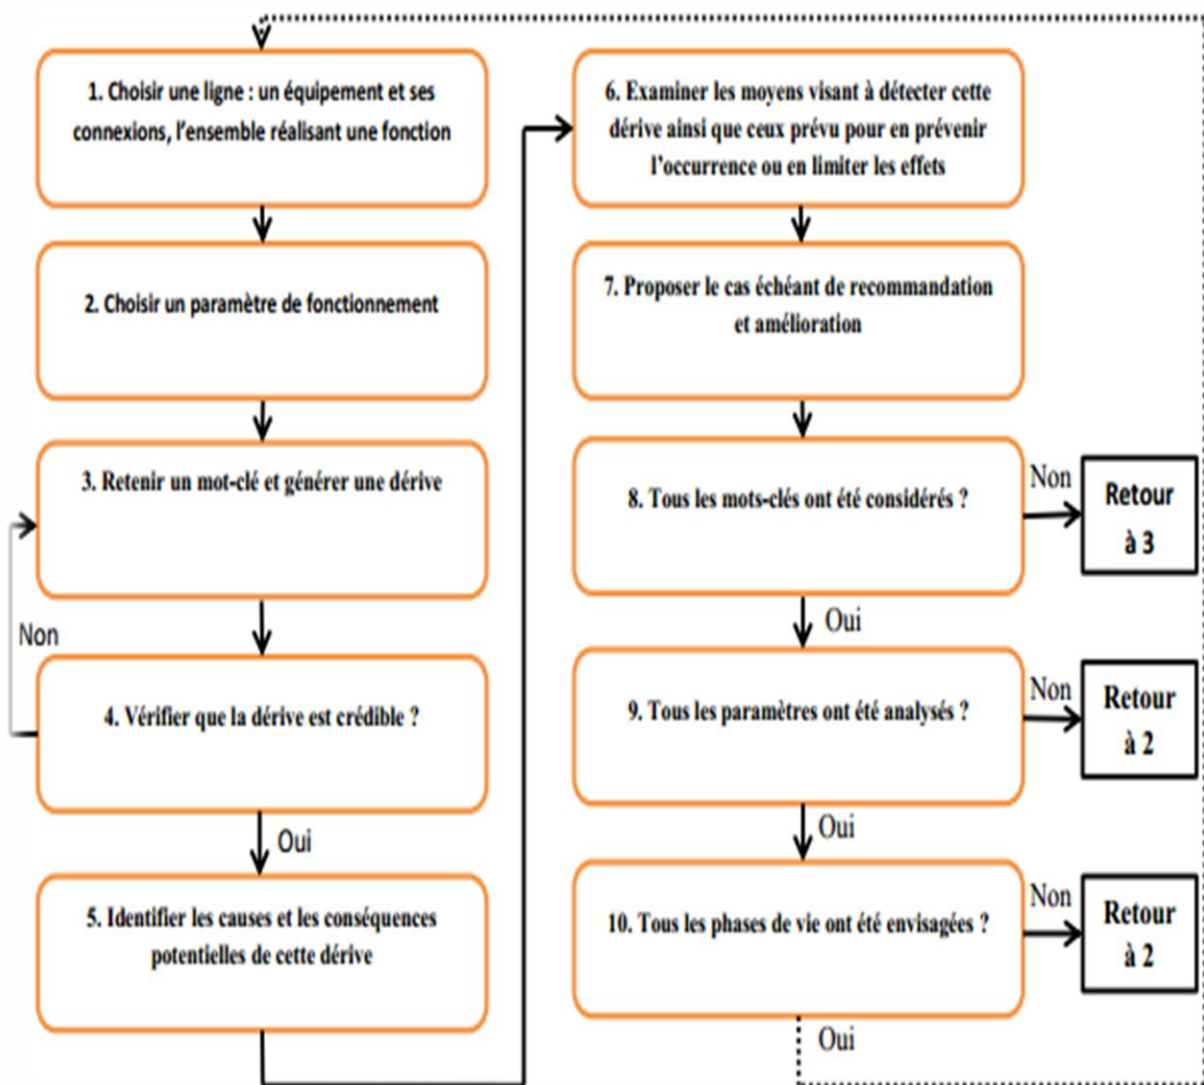 1. Choisir une ligne : un équipement et ses
connexions, l'ensemble réalisant une fonction
2. Choisir un paramètre de fonctionnement
3. Retenir un mot-clé et générer une dérive
Non
4. Vérifier que la dérive est crédible ?
Oui
5. Identifier les causes et les conséquences
potentielles de cette dérive
6. Examiner les moyens visant à détecter cette
dérive ainsi que ceux prévu pour en prévenir
l'occurrence ou en limiter les effets
7. Proposer le cas échéant de recommandation
et amélioration
8. Tous les mots-clés ont été considérés ?
Non
Retour
à 3
Oui
9. Tous les paramètres ont été analysés ?
Non
Retour
à 2
Oui
10. Tous les phases de vie ont été envisagées ?
Non
Retour
à 2
Oui